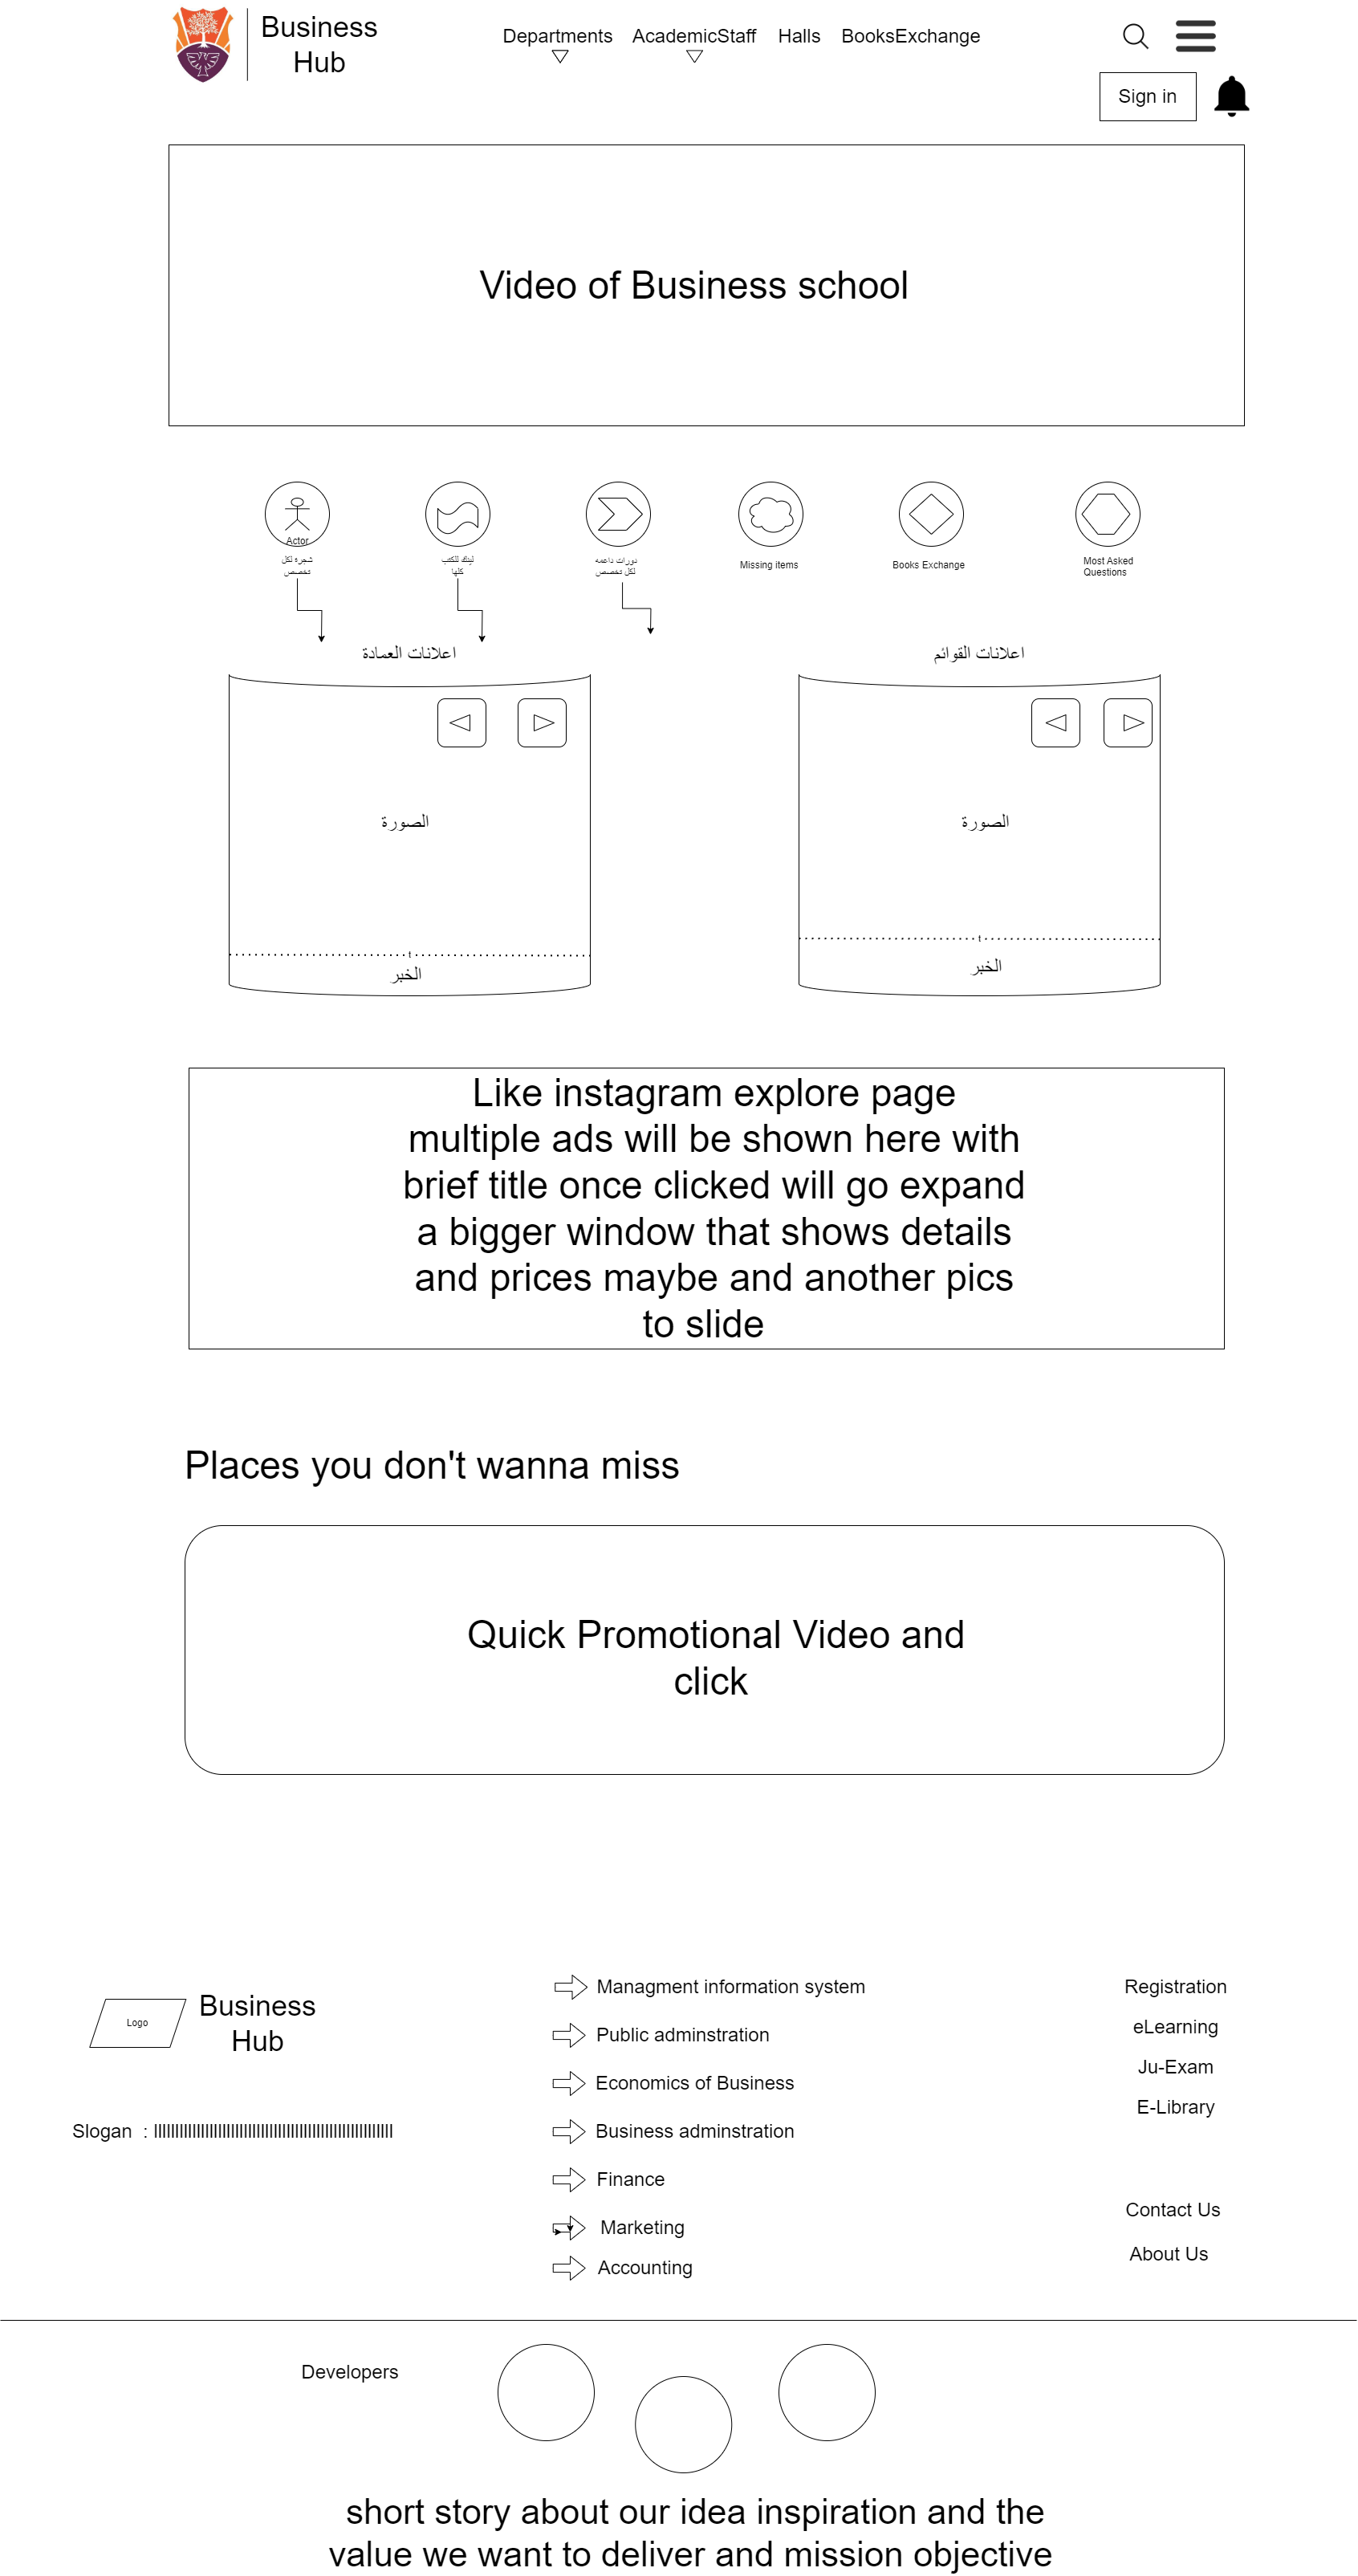 Business
Hub
Departments
AcademicStaff
Halls
BooksExchange
Sign in
Video of Business school
Actor
شجرة لكل
تخصص
لينك للكتب
كلها
دورات داعمه
لكل تخصص
Missing items
Books Exchange
Most Asked
Questions
اعلانات العمادة
اعلانات القوائم
الصورة
الصورة
t
الخبر
t
الخبر
Like instagram explore page
multiple ads will be shown here with
brief title once clicked will go expand
a bigger window that shows details
and prices maybe and another pics
to slide
Places you don't wanna miss
Quick Promotional Video and
click
Logo
Business
Hub
Slogan : llllllllllllllllllllllllllllllllllllllllllllllllllllllll
Managment information system
Public adminstration
Economics of Business
Business adminstration
Finance
Marketing
Accounting
Registration
eLearning
Ju-Exam
E-Library
Contact Us
About Us
Developers
short story about our idea inspiration and the
value we want to deliver and mission objective